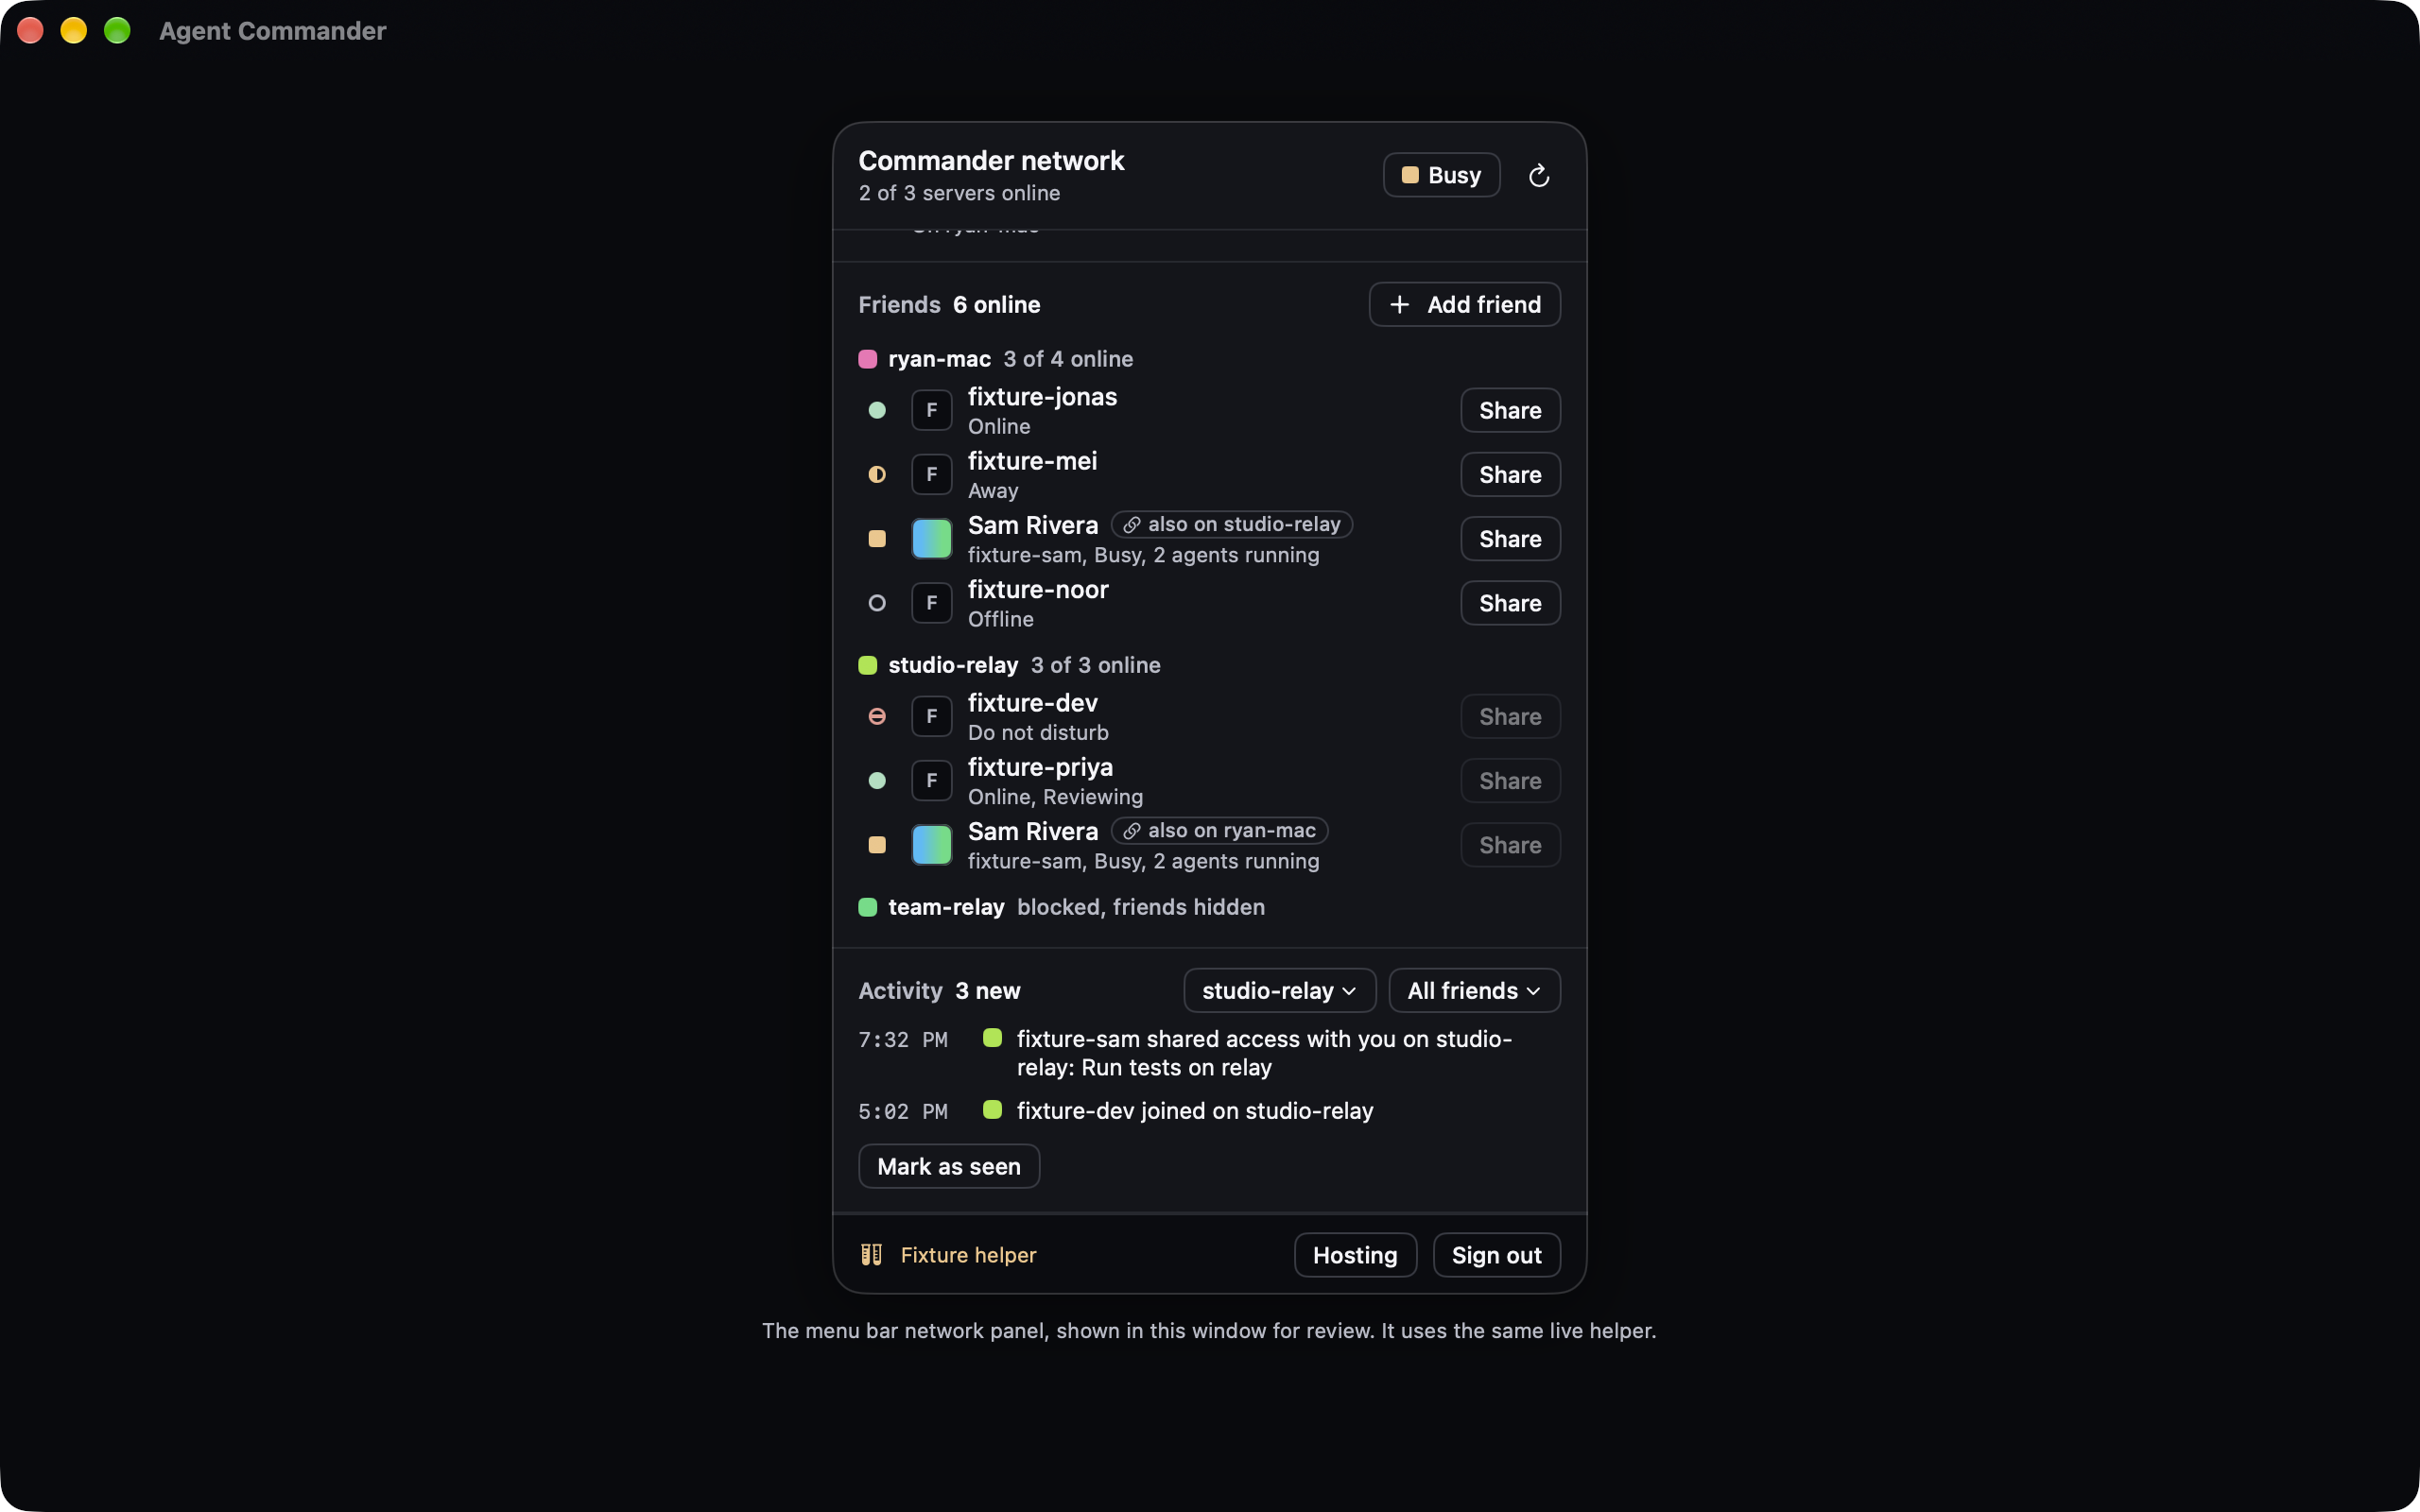 Agent Commander
Commander network
2 of 3 servers online
Busy
Friends 6 online
Add friend
ryan-mac 3 of 4 online
F
fixture-jonas
Online
Share
F
fixture-mei
Away
Share
Sam Rivera also on studio-relay
fixture-sam, Busy, 2 agents running
Share
F
fixture-noor
Offline
Share
studio-relay 3 of 3 online
F
fixture-dev
Do not disturb
Share
F
fixture-priya
Online, Reviewing
Share
Sam Rivera also on ryan-mac
fixture-sam, Busy, 2 agents running
Share
team-relay blocked, friends hidden
Activity 3 new
studio-relay
All friends
7:32 PM
fixture-sam shared access with you on studio-
relay: Run tests on relay
5:02 PM
fixture-dev joined on studio-relay
Mark as seen
Fixture helper
Hosting
Sign out
The menu bar network panel, shown in this window for review. It uses the same live helper.